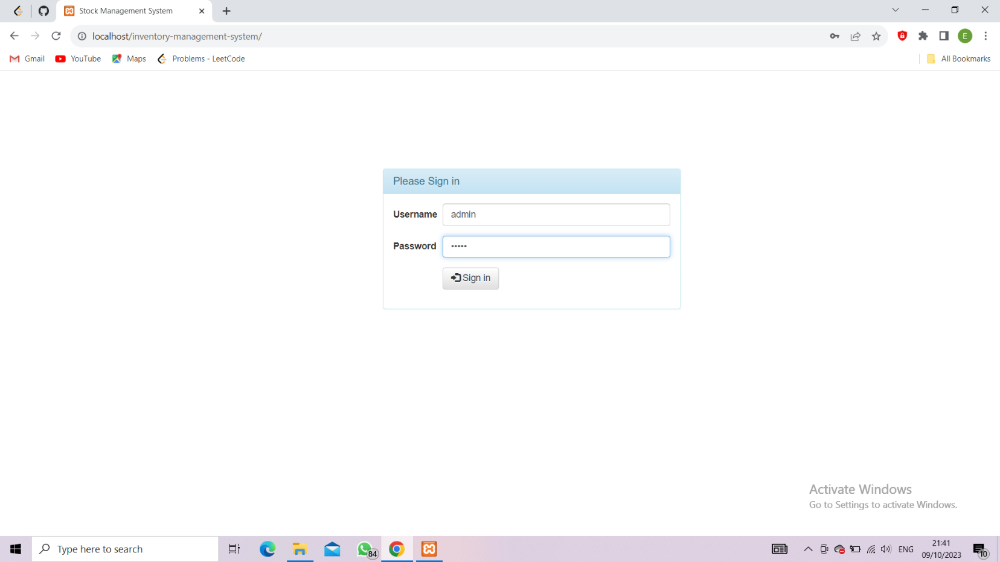 Stock Management System
localhost/inventory-management-system/
E
Gmail
YouTube
Maps
Problems - LeetCode
All Bookmarks
Please Sign in
Username
admin
Password
•••••
Sign in
Activate Windows
Go to Settings to activate Windows.
Type here to search
84
ENG
21:41
09/10/2023
10